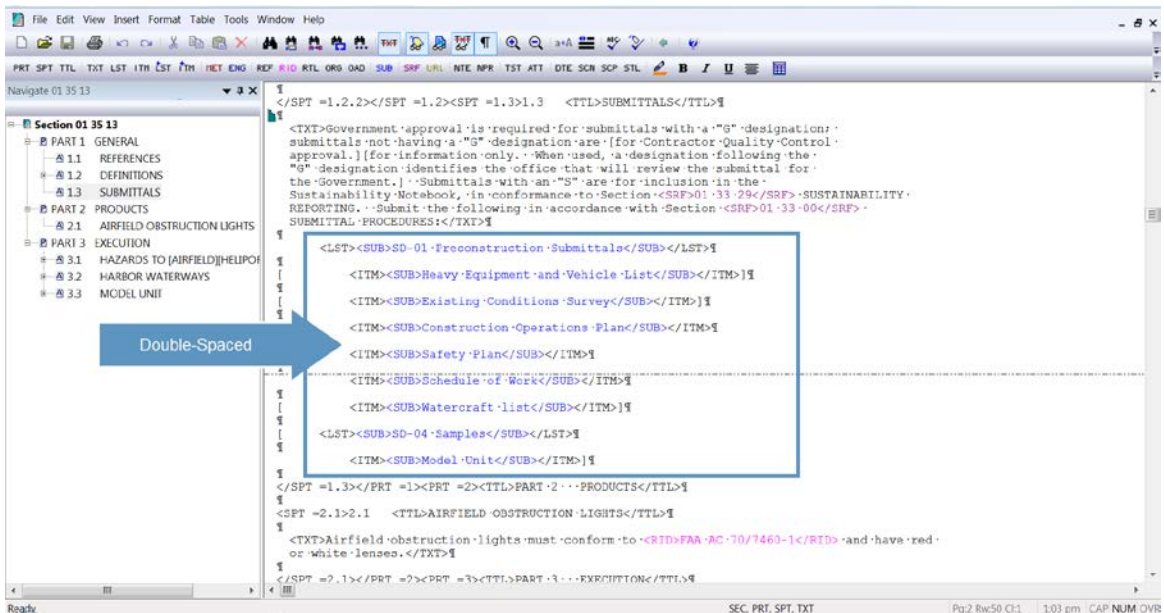 File Edit View Insert Format Table Tools Window Help
PRT SPT TTL TXT LST ITM LST ITM MET ENG REF RID RTL ORG OAD SUB SRF URL NTE NPR TST ATT DTE SCN SCP STL B I U
Navigate 01 35 13
Section 01 35 13
PART 1 GENERAL
1.1 REFERENCES
1.2 DEFINITIONS
1.3 SUBMITTALS
PART 2 PRODUCTS
2.1 AIRFIELD OBSTRUCTION LIGHTS
PART 3 EXECUTION
3.1 HAZARDS TO [AIRFIELD][HELIPOF
3.2 HARBOR WATERWAYS
3.3 MODEL UNIT
Double-Spaced
¶
</SPT =1.2.2></SPT =1.2><SPT =1.3>1.3 <TTL>SUBMITTALS</TTL>¶
¶
<TXT>Government·approval·is·required·for·submittals·with·a·"G"·designation;·
submittals·not·having·a·"G"·designation·are·[for·Contractor·Quality·Control·
approval.][for·information·only.··When·used,·a·designation·following·the·
"G"·designation·identifies·the·office·that·will·review·the·submittal·for·
the·Government.]··Submittals·with·an·"S"·are·for·inclusion·in·the·
Sustainability·Notebook,·in·conformance·to·Section·<SRF>01·33·29</SRF>·SUSTAINABILITY·
REPORTING.··Submit·the·following·in·accordance·with·Section·<SRF>01·33·00</SRF>·
SUBMITTAL·PROCEDURES:</TXT>¶
¶
<LST><SUB>SD-01·Preconstruction·Submittals</SUB></LST>¶
¶
[ <ITM><SUB>Heavy·Equipment·and·Vehicle·List</SUB></ITM>]¶
¶
[ <ITM><SUB>Existing·Conditions·Survey</SUB></ITM>]¶
¶
<ITM><SUB>Construction·Operations·Plan</SUB></ITM>¶
<ITM><SUB>Safety·Plan</SUB></ITM>¶
<ITM><SUB>Schedule·of·Work</SUB></ITM>¶
¶
[ <ITM><SUB>Watercraft·list</SUB></ITM>]¶
¶
[ <LST><SUB>SD-04·Samples</SUB></LST>¶
¶
<ITM><SUB>Model·Unit</SUB></ITM>]¶
¶
</SPT =1.3></PRT =1><PRT =2><TTL>PART·2···PRODUCTS</TTL>¶
¶
<SPT =2.1>2.1 <TTL>AIRFIELD·OBSTRUCTION·LIGHTS</TTL>¶
¶
<TXT>Airfield·obstruction·lights·must·conform·to·<RID>FAA·AC·70/7460-1</RID>·and·have·red·
or·white·lenses.</TXT>¶
¶
</SPT =2.1></PRT =2><PRT =3><TTL>PART·3···EXECUTION</TTL>¶
Ready
SEC, PRT, SPT, TXT
Pg:2 Rw:50 Cl:1 1:03 pm CAP NUM OVR